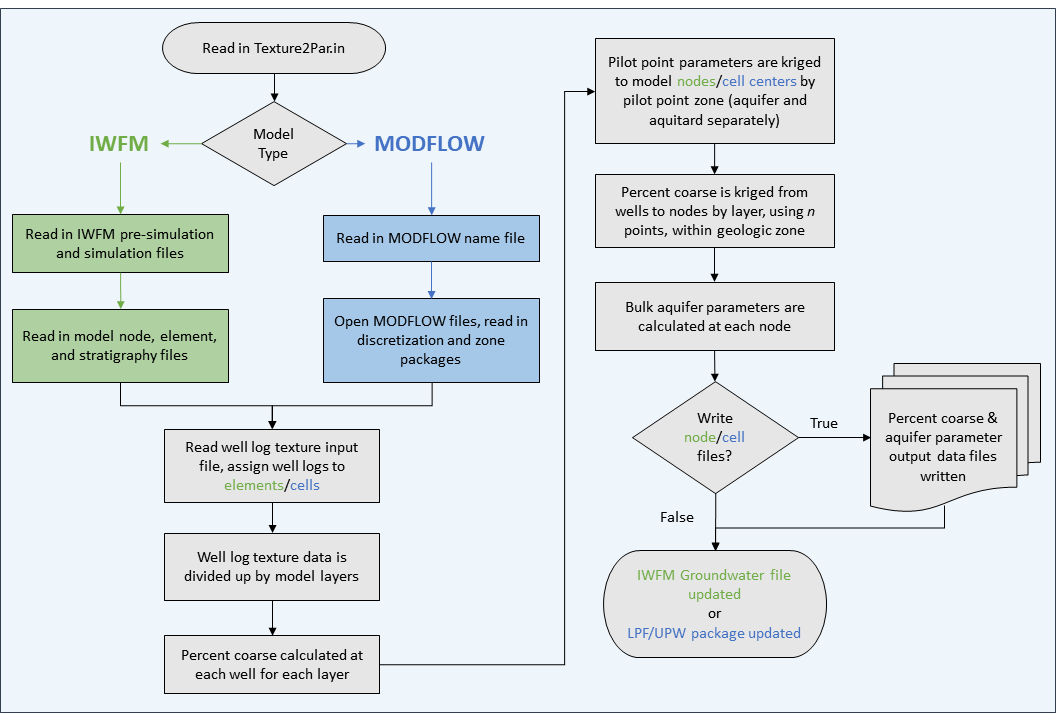 Read in Texture2Par.in
Model
Type
IWFM
MODFLOW
Read in IWFM pre-simulation
and simulation files
Read in MODFLOW name file
Read in model node, element,
and stratigraphy files
Open MODFLOW files, read in
discretization and zone
packages
Read well log texture input
file, assign well logs to
elements/cells
Well log texture data is
divided up by model layers
Percent coarse calculated at
each well for each layer
Pilot point parameters are kriged
to model nodes/cell centers by
pilot point zone (aquifer and
aquitard separately)
Percent coarse is kriged from
wells to nodes by layer, using n
points, within geologic zone
Bulk aquifer parameters are
calculated at each node
Write
node/cell
files?
True
Percent coarse &
aquifer parameter
output data files
written
False
IWFM Groundwater file
updated
or
LPF/UPW package updated